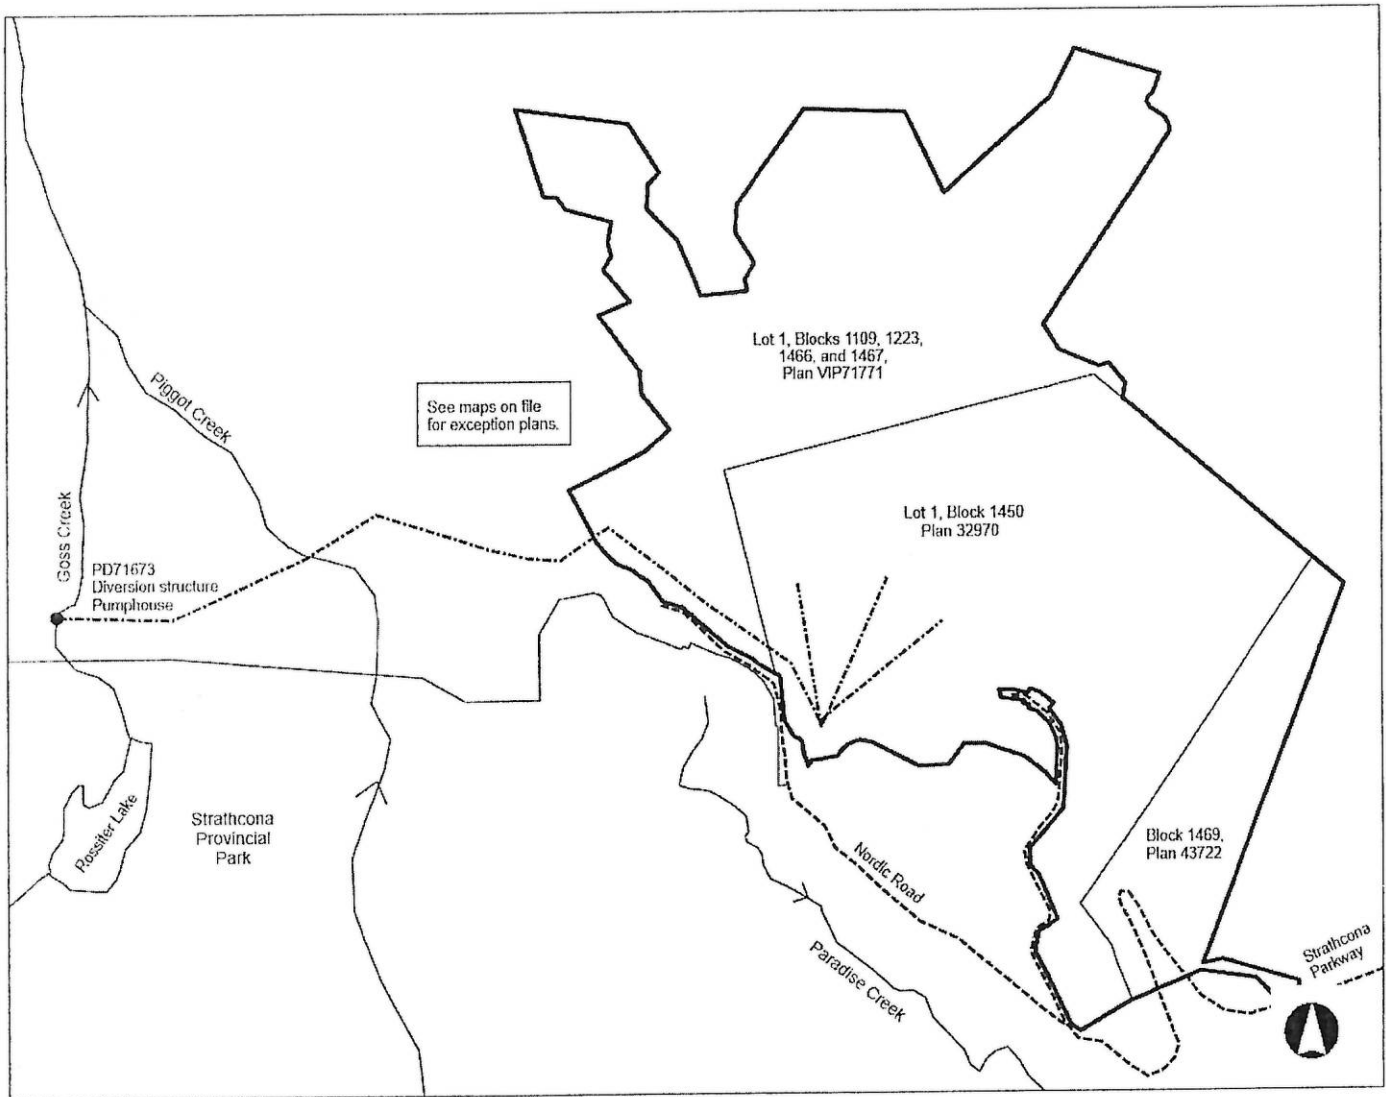 Lot 1, Blocks 1109, 1223,
1466, and 1467,
Plan VIP71771
See maps on file
for exception plans.
Piggot Creek
Goss Creek
Lot 1, Block 1450
Plan 32970
PD71673
Diversion structure
Pumphouse
Rossiter Lake
Strathcona
Provincial
Park
Nordic Road
Block 1469,
Plan 43722
Paradise Creek
Strathcona
Parkway